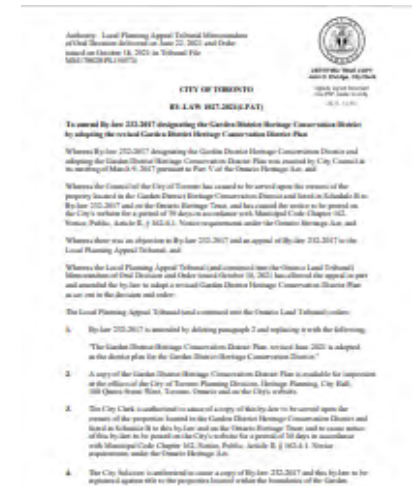 Authority: Local Planning Appeal Tribunal Memorandum
of Oral Decision delivered on June 22, 2021 and Order
issued on October 18, 2021 in Tribunal File
CERTIFIED TRUE COPY
CITY OF TORONTO
BY-LAW 1027-2021(LPAT)
To amend By-law 232-2017 designating the Garden District Heritage Conservation District
by adopting the revised Garden District Heritage Conservation District Plan
Whereas By-law 232-2017 designating the Garden District Heritage Conservation District and
adopting the Garden District Heritage Conservation District Plan was enacted by City Council at
its meeting of March 9, 2017 pursuant to Part V of the Ontario Heritage Act; and
Whereas the Council of the City of Toronto has caused to be served upon the owners of the
property located in the Garden District Heritage Conservation District and listed in Schedule B to
By-law 232-2017 and on the Ontario Heritage Trust, and has caused the notice to be posted on
the City's website for a period of 30 days in accordance with Municipal Code Chapter 162,
Notice, Public, Article II, § 162-4.1. Notice requirements under the Ontario Heritage Act; and
Whereas there was an objection to By-law 232-2017 and an appeal of By-law 232-2017 to the
Local Planning Appeal Tribunal; and
Whereas the Local Planning Appeal Tribunal (and continued into the Ontario Land Tribunal)
Memorandum of Oral Decision and Order issued October 18, 2021 has allowed the appeal in part
and amended the by-law to adopt a revised Garden District Heritage Conservation District Plan
as set out in the decision and order:
The Local Planning Appeal Tribunal (and continued into the Ontario Land Tribunal) orders:
1. By-law 232-2017 is amended by deleting paragraph 2 and replacing it with the following:
"The Garden District Heritage Conservation District Plan, revised June 2021 is adopted
as the district plan for the Garden District Heritage Conservation District."
2. A copy of the Garden District Heritage Conservation District Plan is available for inspection
at the offices of the City of Toronto Planning Division, Heritage Planning, City Hall,
100 Queen Street West, Toronto, Ontario and on the City's website.
3. The City Clerk is authorized to cause a copy of this by-law to be served upon the
owners of the properties located in the Garden District Heritage Conservation District and
listed in Schedule B to this by-law and on the Ontario Heritage Trust and to cause notice
of this by-law to be posted on the City's website for a period of 30 days in accordance
with Municipal Code Chapter 162, Notice, Public, Article II, § 162-4.1. Notice
requirements under the Ontario Heritage Act.
4. The City Solicitor is authorized to cause a copy of By-law 232-2017 and this by-law to be
registered against title to the properties located within the boundaries of the Garden